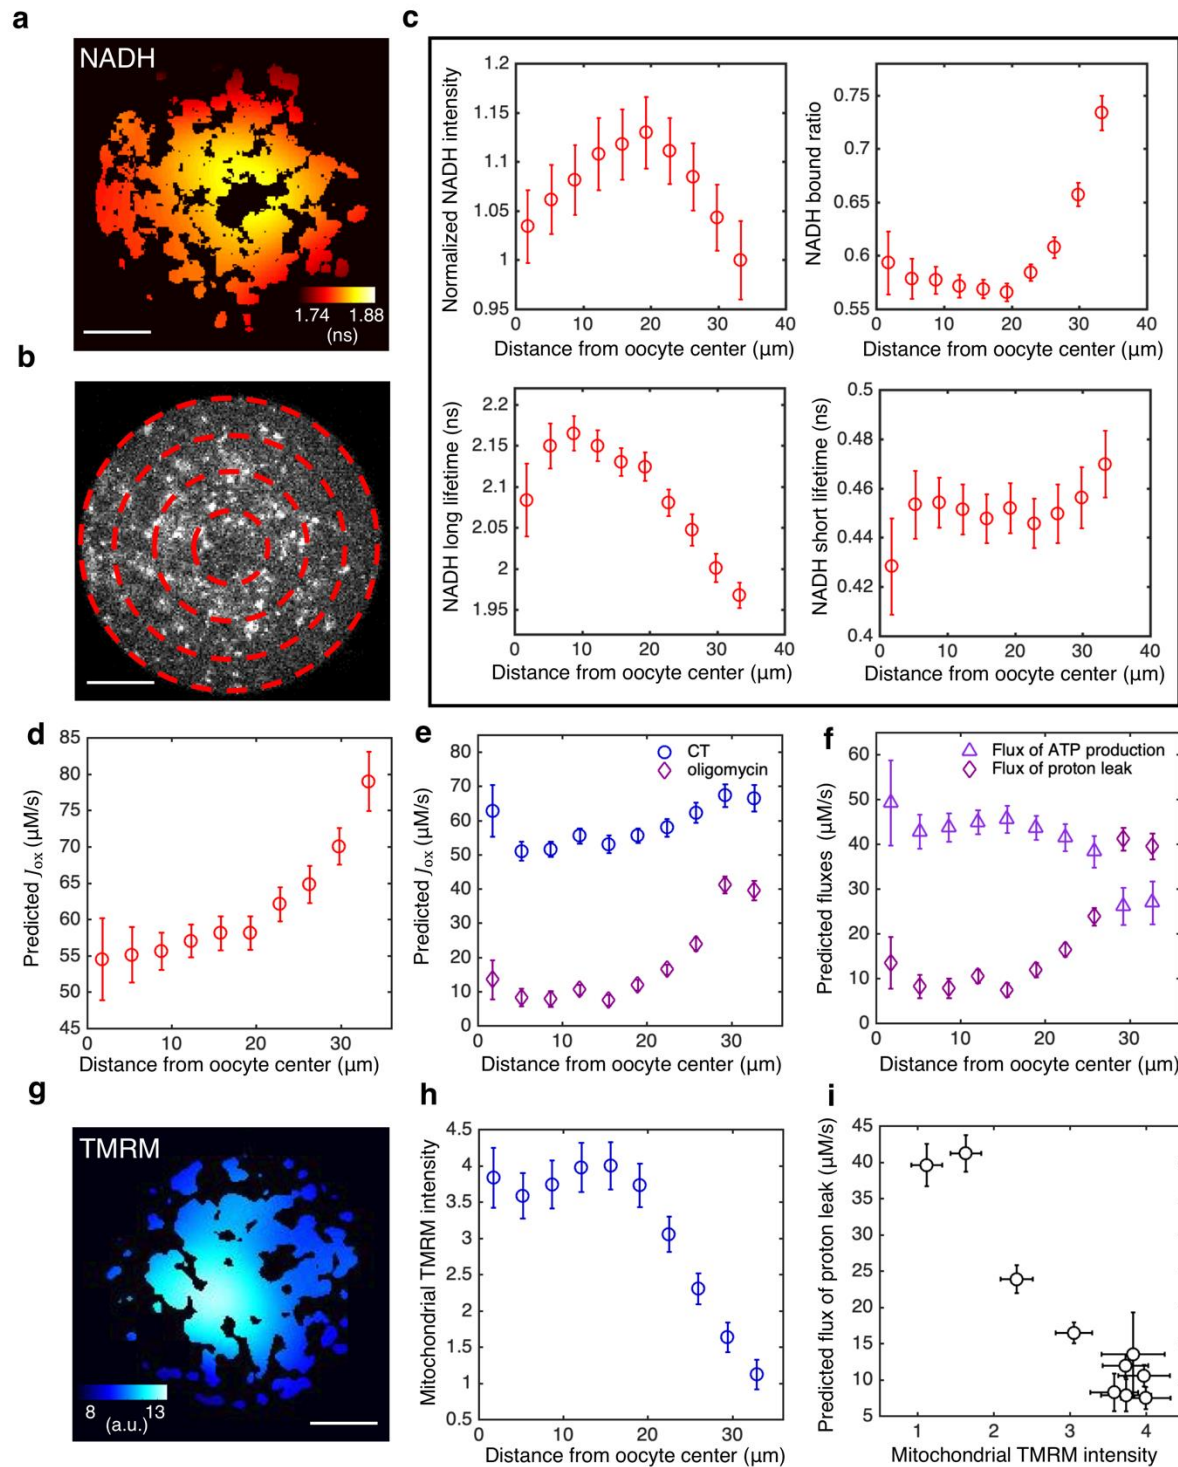 a
NADH
1.74 1.88
(ns)
b
c
Normalized NADH intensity
1.2
1.15
1.1
1.05
1
0.95
0 10 20 30 40
Distance from oocyte center (μm)
NADH bound ratio
0.75
0.7
0.65
0.6
0.55
0 10 20 30 40
Distance from oocyte center (μm)
NADH long lifetime (ns)
2.2
2.15
2.1
2.05
2
1.95
0 10 20 30 40
Distance from oocyte center (μm)
NADH short lifetime (ns)
0.5
0.48
0.46
0.44
0.42
0.4
0 10 20 30 40
Distance from oocyte center (μm)
d
Predicted Jox (μM/s)
85
80
75
70
65
60
55
50
45
0 10 20 30
Distance from oocyte center (μm)
e
CT
oligomycin
Predicted Jox (μM/s)
80
70
60
50
40
30
20
10
0
0 10 20 30
Distance from oocyte center (μm)
f
Flux of ATP production
Flux of proton leak
Predicted fluxes (μM/s)
60
50
40
30
20
10
0
0 10 20 30
Distance from oocyte center (μm)
g
TMRM
8 13
(a.u.)
h
Mitochondrial TMRM intensity
4.5
4
3.5
3
2.5
2
1.5
1
0.5
0 10 20 30
Distance from oocyte center (μm)
i
Predicted flux of proton leak (μM/s)
45
40
35
30
25
20
15
10
5
1 2 3 4
Mitochondrial TMRM intensity